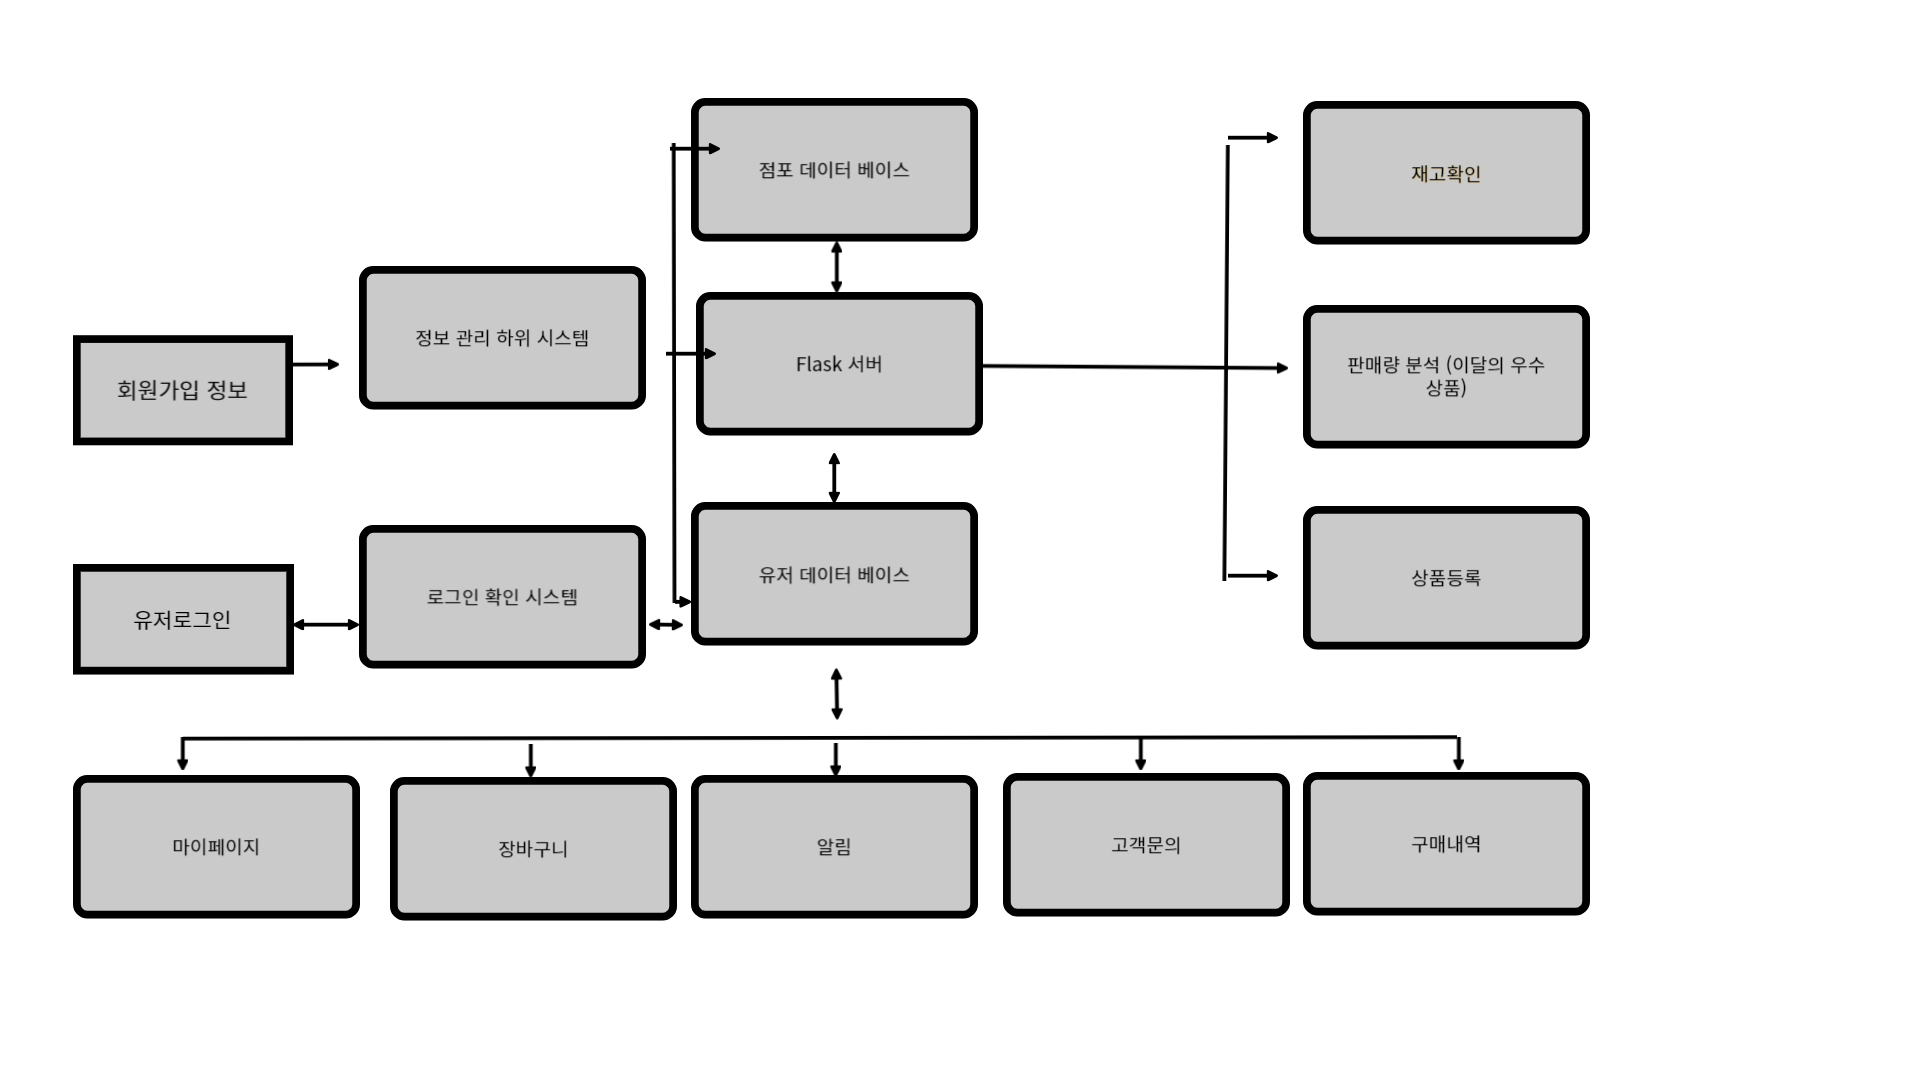 점포 데이터 베이스
재고확인
정보 관리 하위 시스템
회원가입 정보
Flask 서버
판매량 분석 (이달의 우수
상품)
유저 데이터 베이스
상품등록
로그인 확인 시스템
유저로그인
마이페이지
장바구니
알림
고객문의
구매내역